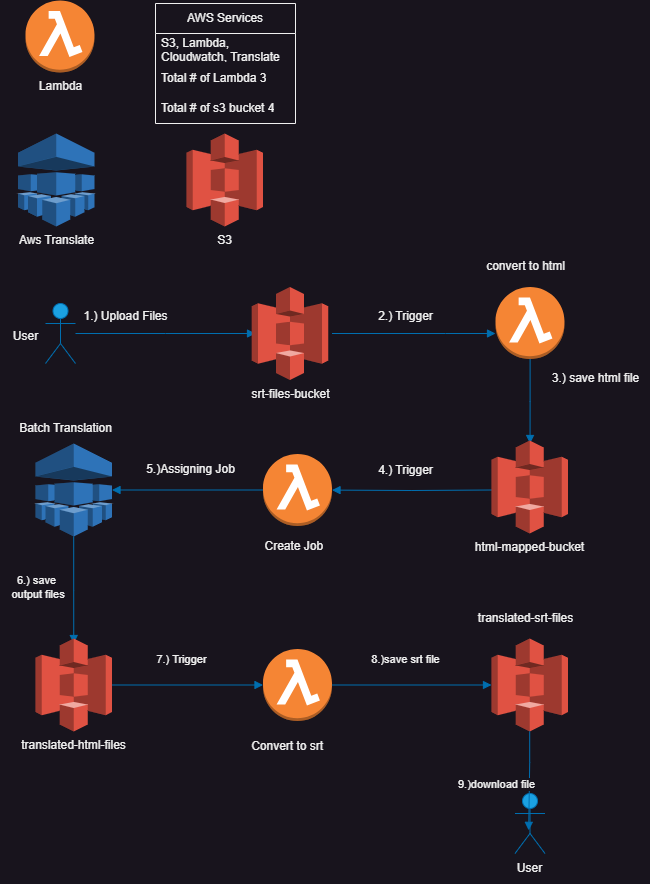 AWS Services
S3, Lambda,
Cloudwatch, Translate
Total # of Lambda 3
Total # of s3 bucket 4
Lambda
Aws Translate
S3
convert to html
1.) Upload Files
2.) Trigger
User
srt-files-bucket
3.) save html file
Batch Translation
5.)Assigning Job
4.) Trigger
Create Job
html-mapped-bucket
6.) save
output files
translated-srt-files
7.) Trigger
8.)save srt file
translated-html-files
Convert to srt
9.)download file
User